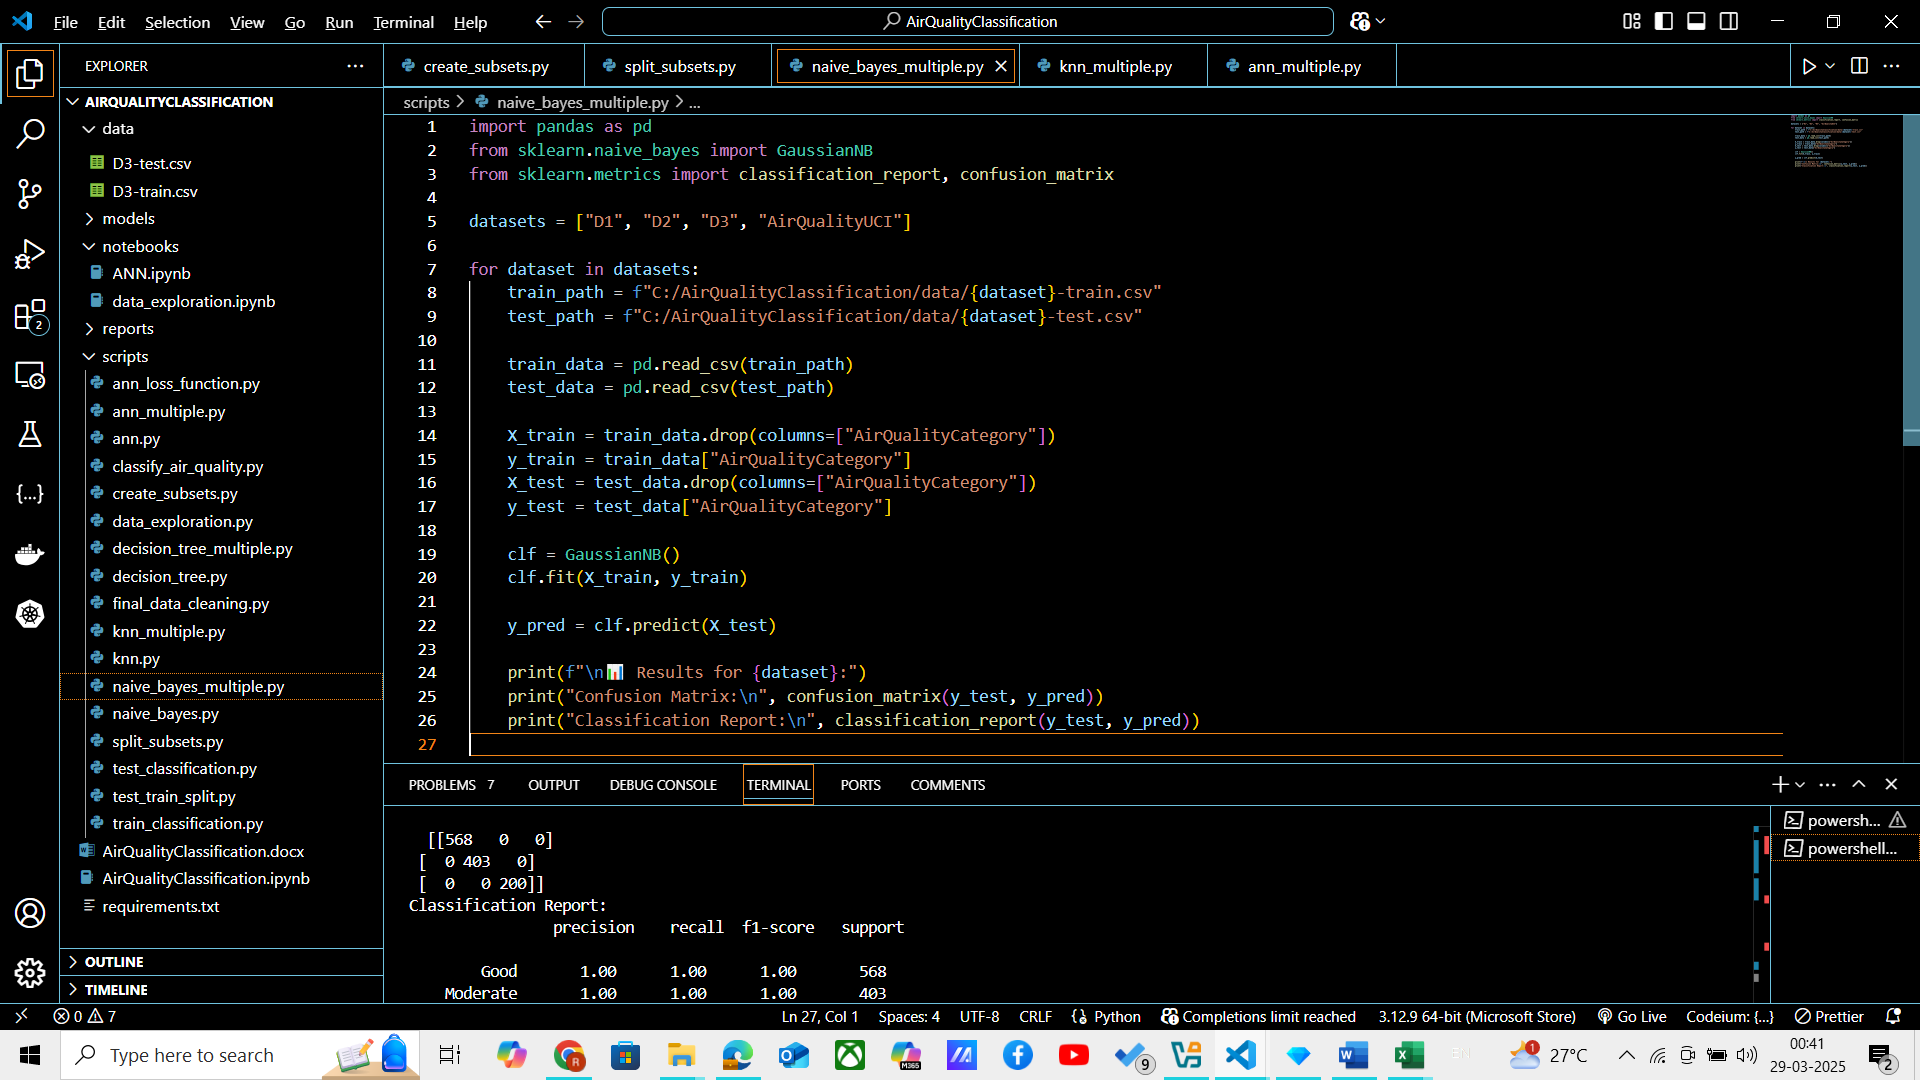 File Edit Selection View Go Run Terminal Help
AirQualityClassification
EXPLORER
create_subsets.py
split_subsets.py
naive_bayes_multiple.py
knn_multiple.py
ann_multiple.py
scripts > naive_bayes_multiple.py > ...
AIRQUALITYCLASSIFICATION
data
D3-test.csv
D3-train.csv
models
notebooks
ANN.ipynb
data_exploration.ipynb
reports
scripts
ann_loss_function.py
ann_multiple.py
ann.py
classify_air_quality.py
create_subsets.py
data_exploration.py
decision_tree_multiple.py
decision_tree.py
final_data_cleaning.py
knn_multiple.py
knn.py
naive_bayes_multiple.py
naive_bayes.py
split_subsets.py
test_classification.py
test_train_split.py
train_classification.py
AirQualityClassification.docx
AirQualityClassification.ipynb
requirements.txt
OUTLINE
TIMELINE
2
1 import pandas as pd
2 from sklearn.naive_bayes import GaussianNB
3 from sklearn.metrics import classification_report, confusion_matrix
4
5 datasets = ["D1", "D2", "D3", "AirQualityUCI"]
6
7 for dataset in datasets:
8     train_path = f"C:/AirQualityClassification/data/{dataset}-train.csv"
9     test_path = f"C:/AirQualityClassification/data/{dataset}-test.csv"
10
11     train_data = pd.read_csv(train_path)
12     test_data = pd.read_csv(test_path)
13
14     X_train = train_data.drop(columns=["AirQualityCategory"])
15     y_train = train_data["AirQualityCategory"]
16     X_test = test_data.drop(columns=["AirQualityCategory"])
17     y_test = test_data["AirQualityCategory"]
18
19     clf = GaussianNB()
20     clf.fit(X_train, y_train)
21
22     y_pred = clf.predict(X_test)
23
24     print(f"\n📊 Results for {dataset}:")
25     print("Confusion Matrix:\n", confusion_matrix(y_test, y_pred))
26     print("Classification Report:\n", classification_report(y_test, y_pred))
27
PROBLEMS 7 OUTPUT DEBUG CONSOLE TERMINAL PORTS COMMENTS
[[568   0   0]
[  0 403   0]
[  0   0 200]]
Classification Report:
precision    recall  f1-score   support
Good       1.00      1.00      1.00       568
Moderate       1.00      1.00      1.00       403
powersh...
powershell...
0 7
Ln 27, Col 1 Spaces: 4 UTF-8 CRLF Python Completions limit reached 3.12.9 64-bit (Microsoft Store) Go Live Codeium: {...} Prettier
Type here to search
M365
9
1
27°C
00:41
29-03-2025
2